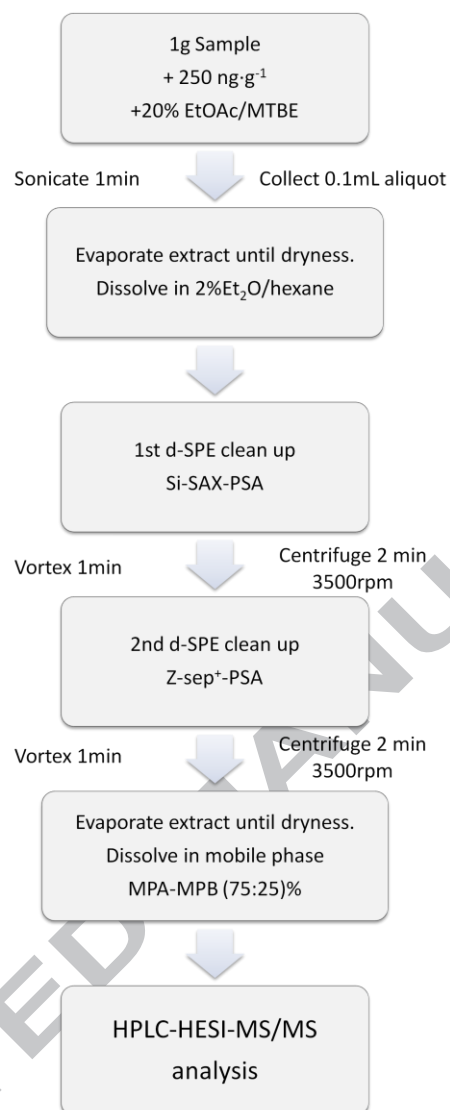 1g Sample
+ 250 ng·g⁻¹
+20% EtOAc/MTBE
Sonicate 1min Collect 0.1mL aliquot
Evaporate extract until dryness.
Dissolve in 2%Et₂O/hexane
1st d-SPE clean up
Si-SAX-PSA
Vortex 1min Centrifuge 2 min
3500rpm
2nd d-SPE clean up
Z-sep⁺-PSA
Vortex 1min Centrifuge 2 min
3500rpm
Evaporate extract until dryness.
Dissolve in mobile phase
MPA-MPB (75:25)%
HPLC-HESI-MS/MS
analysis